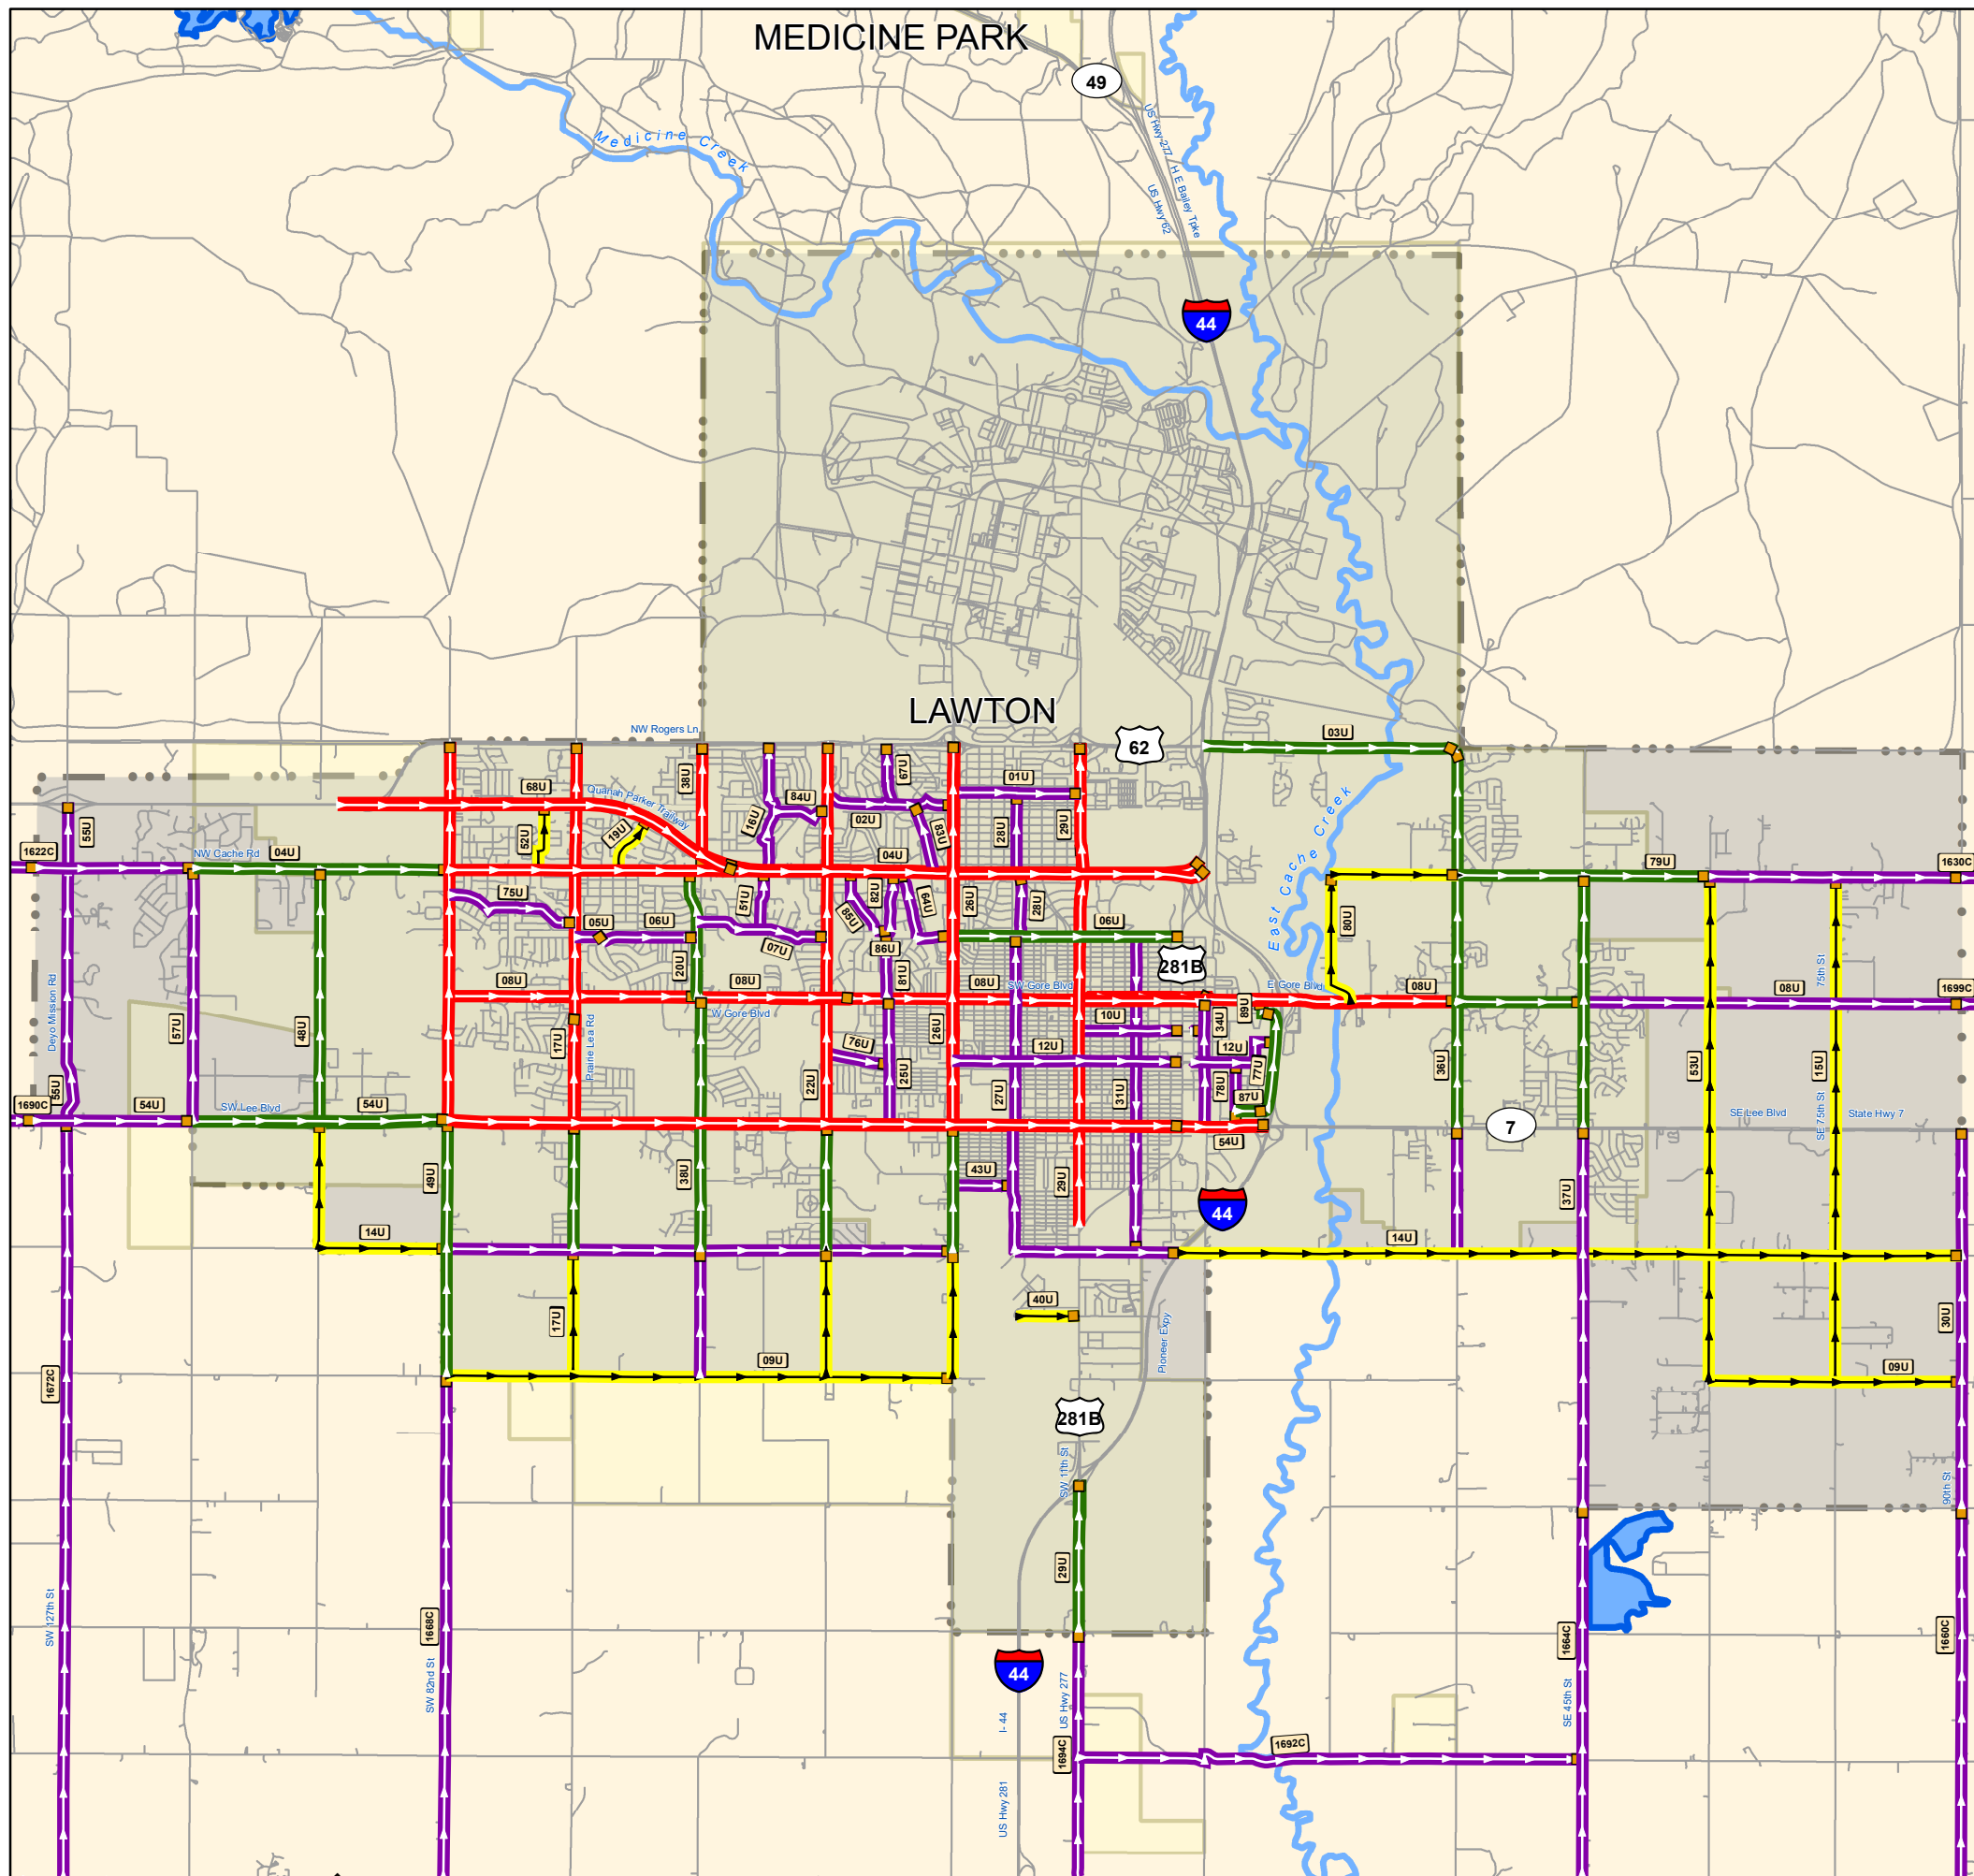 MEDICINE PARK
49
US Hwy 277
H E Bailey Tpke
US Hwy 62
Medicine Creek
44
LAWTON
NW Rogers Ln
62
03U
38U
67U
68U
Quanah Parker Trailway
84U
01U
55U
52U
19U
16U
02U
83U
28U
29U
East Cache Creek
1622C
NW Cache Rd
04U
04U
79U
1630C
75U
51U
82U
64U
26U
28U
05U
06U
85U
06U
80U
07U
86U
281B
20U
81U
75th St
08U
08U
08U
SW Gore Blvd
E Gore Blvd
08U
08U
1699C
Deyo Mission Rd
57U
48U
17U
Prairie Lea Rd
W Gore Blvd
26U
10U
34U
89U
76U
12U
12U
36U
53U
15U
55U
22U
25U
27U
31U
78U
77U
87U
1690C
54U
SW Lee Blvd
54U
54U
7
SE Lee Blvd
State Hwy 7
SE 75th St
49U
38U
43U
29U
44
37U
14U
14U
17U
40U
Pioneer Expy
30U
09U
09U
1672C
281B
SW 11th St
90th St
29U
SW 127th St
1668C
SW 82nd St
44
1664C
1660C
I- 44
US Hwy 277
SE 45th St
1694C
1692C
US Hwy 281